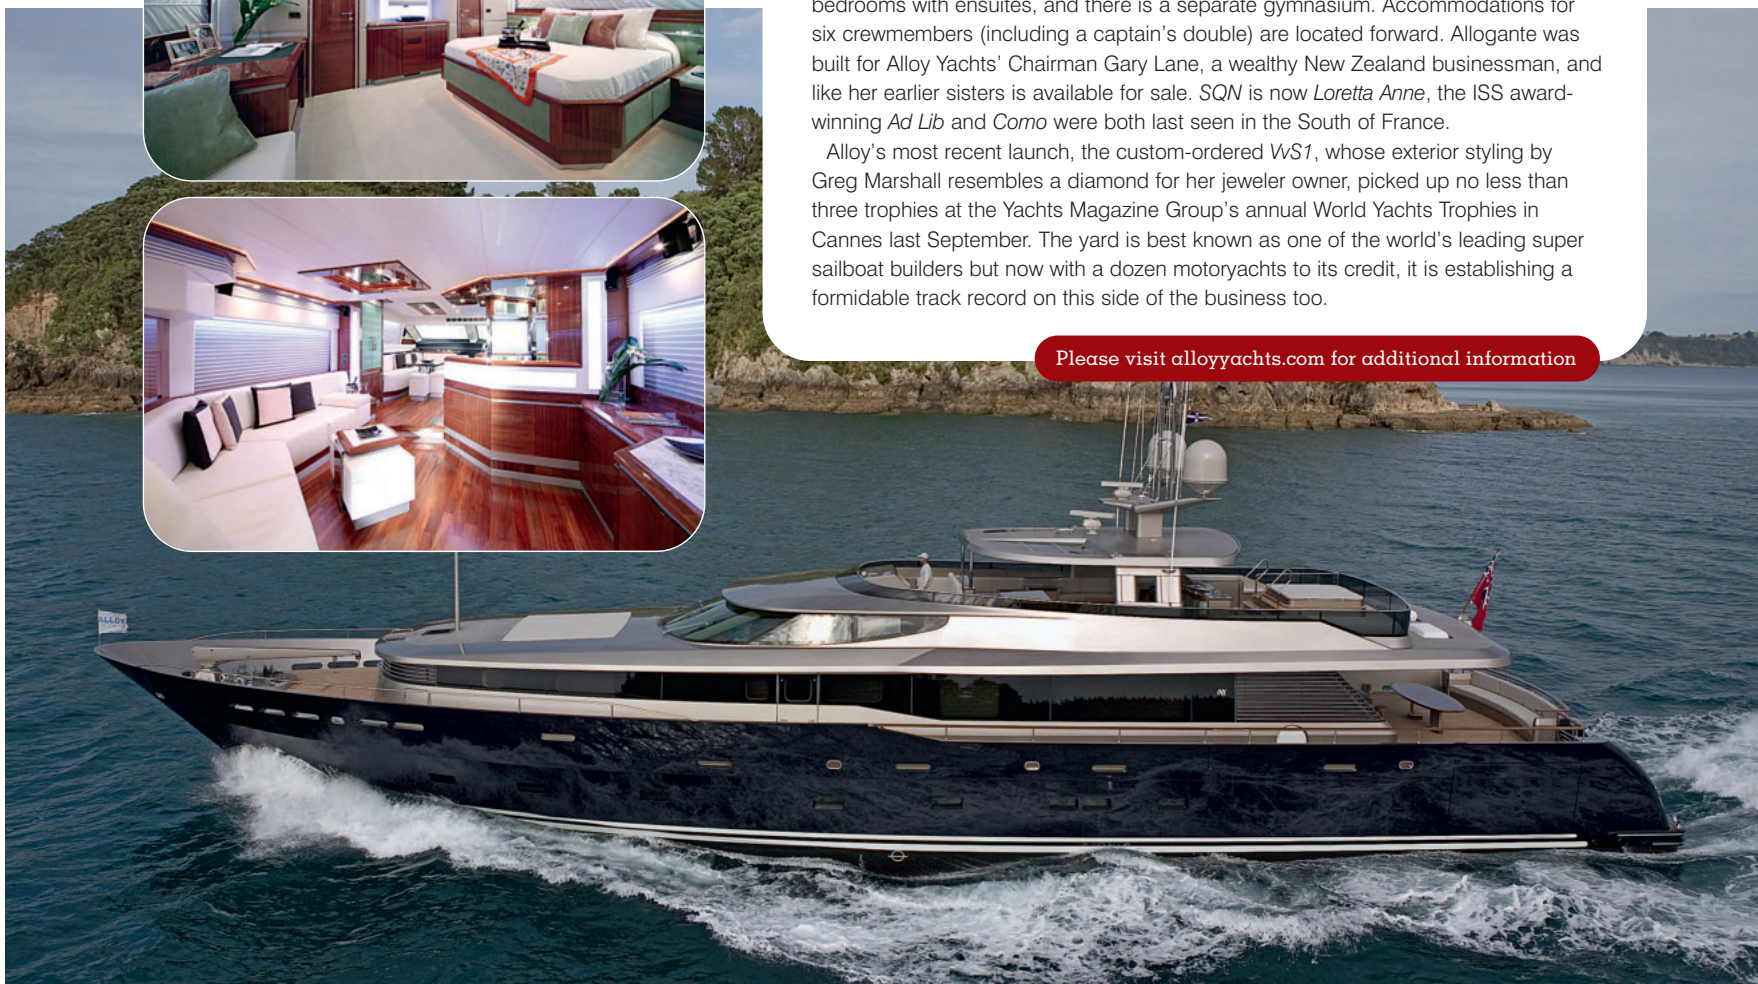 bedrooms with ensuites, and there is a separate gymnasium. Accommodations for
six crewmembers (including a captain’s double) are located forward. Allogante was
built for Alloy Yachts’ Chairman Gary Lane, a wealthy New Zealand businessman, and
like her earlier sisters is available for sale. SQN is now Loretta Anne, the ISS award-
winning Ad Lib and Como were both last seen in the South of France.
Alloy’s most recent launch, the custom-ordered VvS1, whose exterior styling by
Greg Marshall resembles a diamond for her jeweler owner, picked up no less than
three trophies at the Yachts Magazine Group’s annual World Yachts Trophies in
Cannes last September. The yard is best known as one of the world’s leading super
sailboat builders but now with a dozen motoryachts to its credit, it is establishing a
formidable track record on this side of the business too.
Please visit alloyyachts.com for additional information
ALLOY